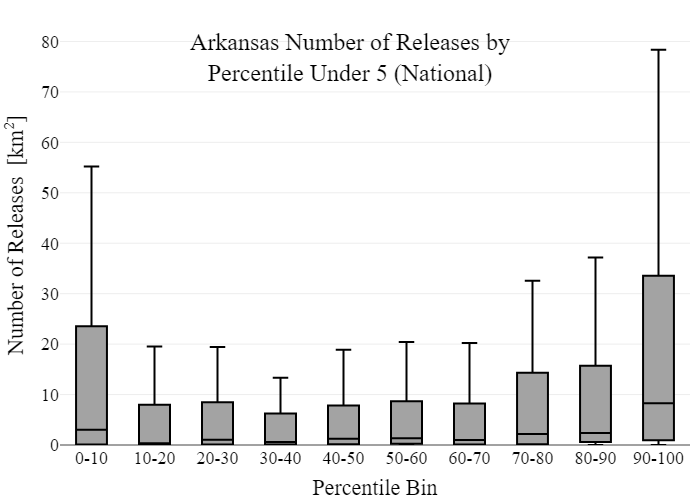 Arkansas Number of Releases by
Percentile Under 5 (National)
Number of Releases [km²]
80
70
60
50
40
30
20
10
0
0-10 10-20 20-30 30-40 40-50 50-60 60-70 70-80 80-90 90-100
Percentile Bin